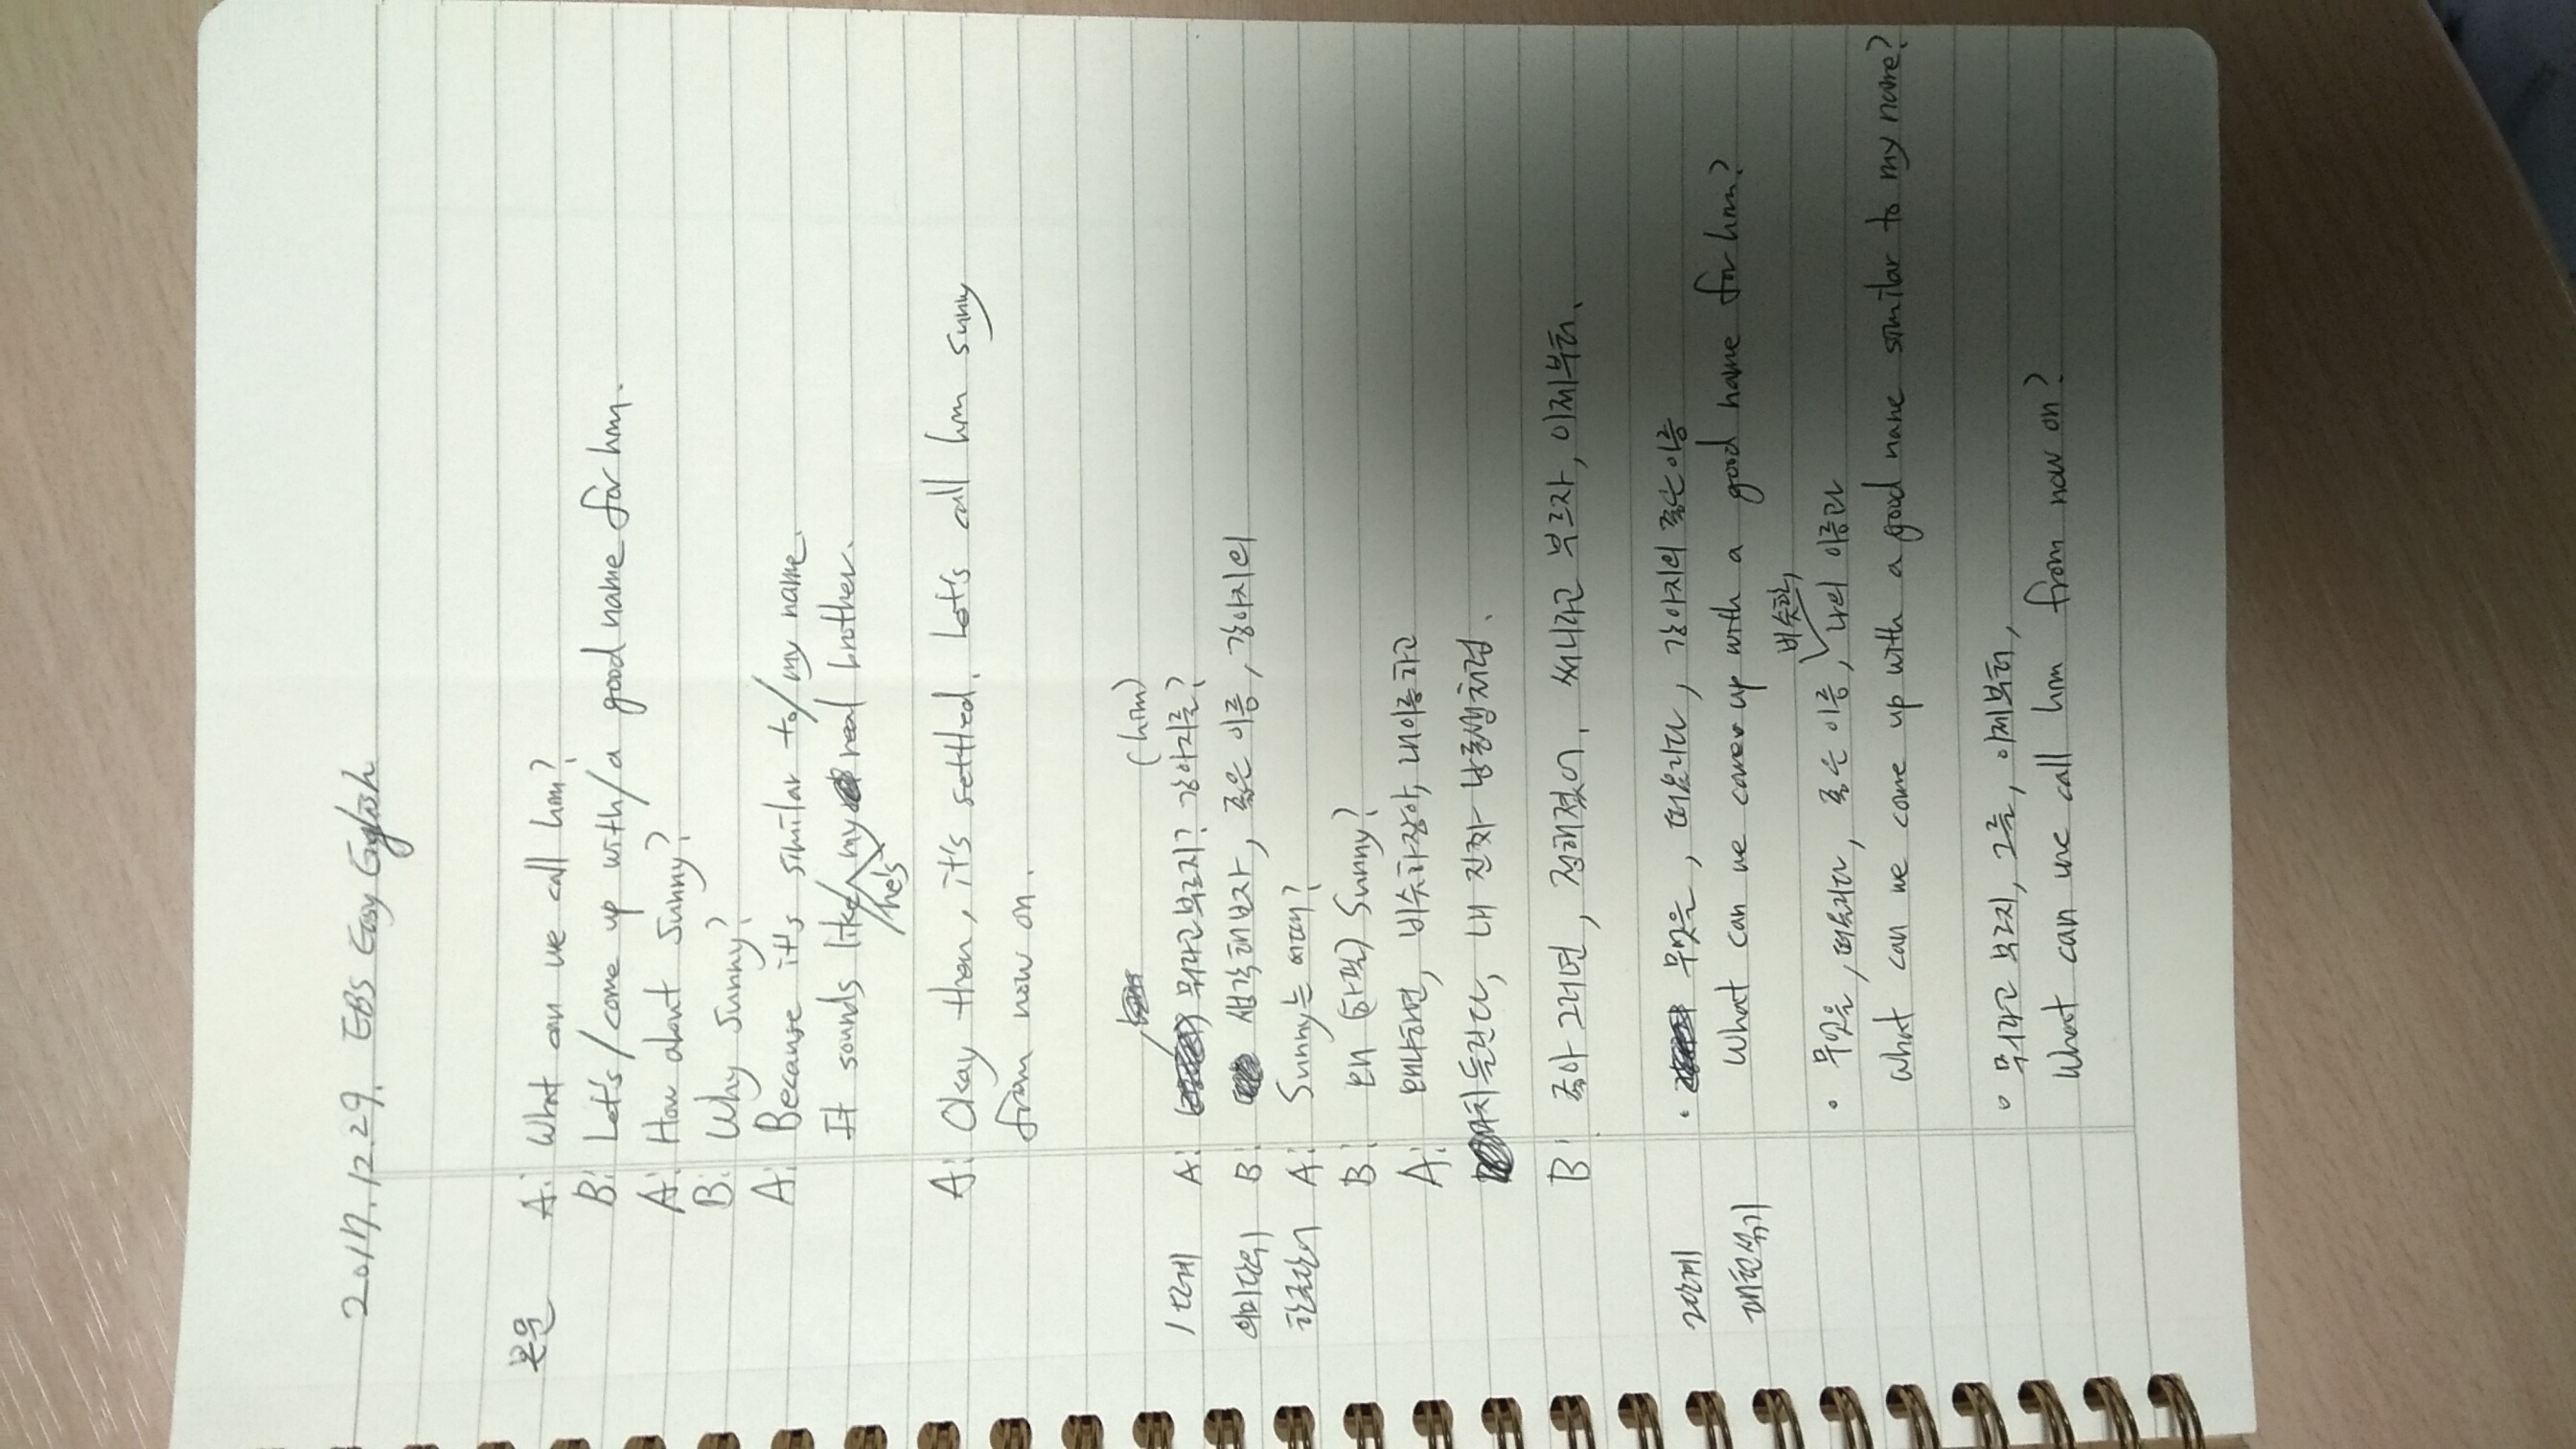 2017.12.29. EBS Easy English
본문 A: What can we call him?
B: Let's / come up with / a good name for him.
A: How about Sunny?
B: Why Sunny?
A: Because it's similar to / my name.
It sounds like / my real brother.
he's
A: Okay then, it's settled. Let's call him sunny
from now on.
(him)
1단계 A: 뭐라고 부르지? 강아지를?
의미단위 B: 생각해보자, 좋은 이름, 강아지의
한글단어 A: Sunny는 어때?
B: 왜 (하필) Sunny?
A: 왜냐하면, 비슷하잖아, 내이름하고
들린다, 내 진짜 남동생처럼.
B: 좋아 그러면, 정해졌어. 써니라고 부르자, 이제부터.
2단계 · 무엇을, 떠올리다, 강아지의 좋은이름
패턴섞기 What can we come up with a good name for him?
비슷한,
· 무엇을, 떠올리다, 좋은 이름, 나의 이름과
What can we come up with a good name similar to my name?
· 뭐라고 부르지, 그를, 이제부터,
What can we call him from now on?